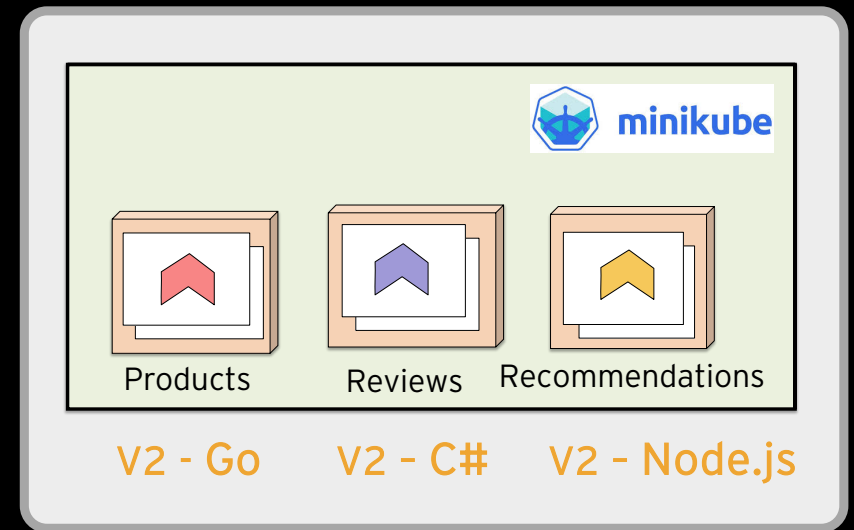 minikube
Products
Reviews
Recommendations
V2 - Go
V2 – C#
V2 – Node.js